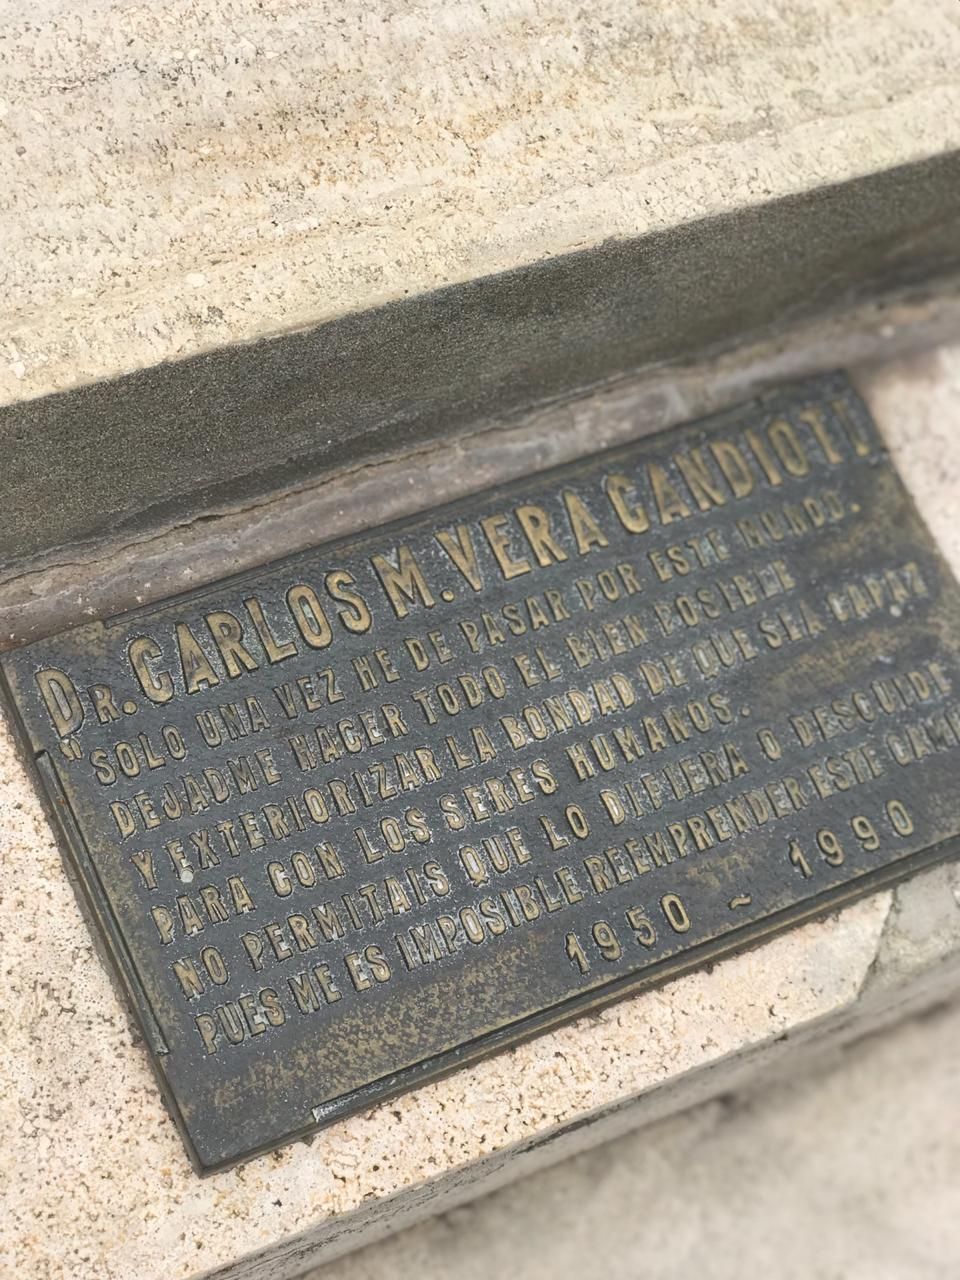 DR. CARLOS M. VERA CANDIOTI
"SOLO UNA VEZ HE DE PASAR POR ESTE MUNDO.
DEJADME HACER TODO EL BIEN POSIBLE
Y EXTERIORIZAR LA BONDAD DE QUE SEA CAPAZ
PARA CON LOS SERES HUMANOS.
NO PERMITAIS QUE LO DIFIERA O DESCUIDE
PUES ME ES IMPOSIBLE REEMPRENDER ESTE
1950 ~ 1990